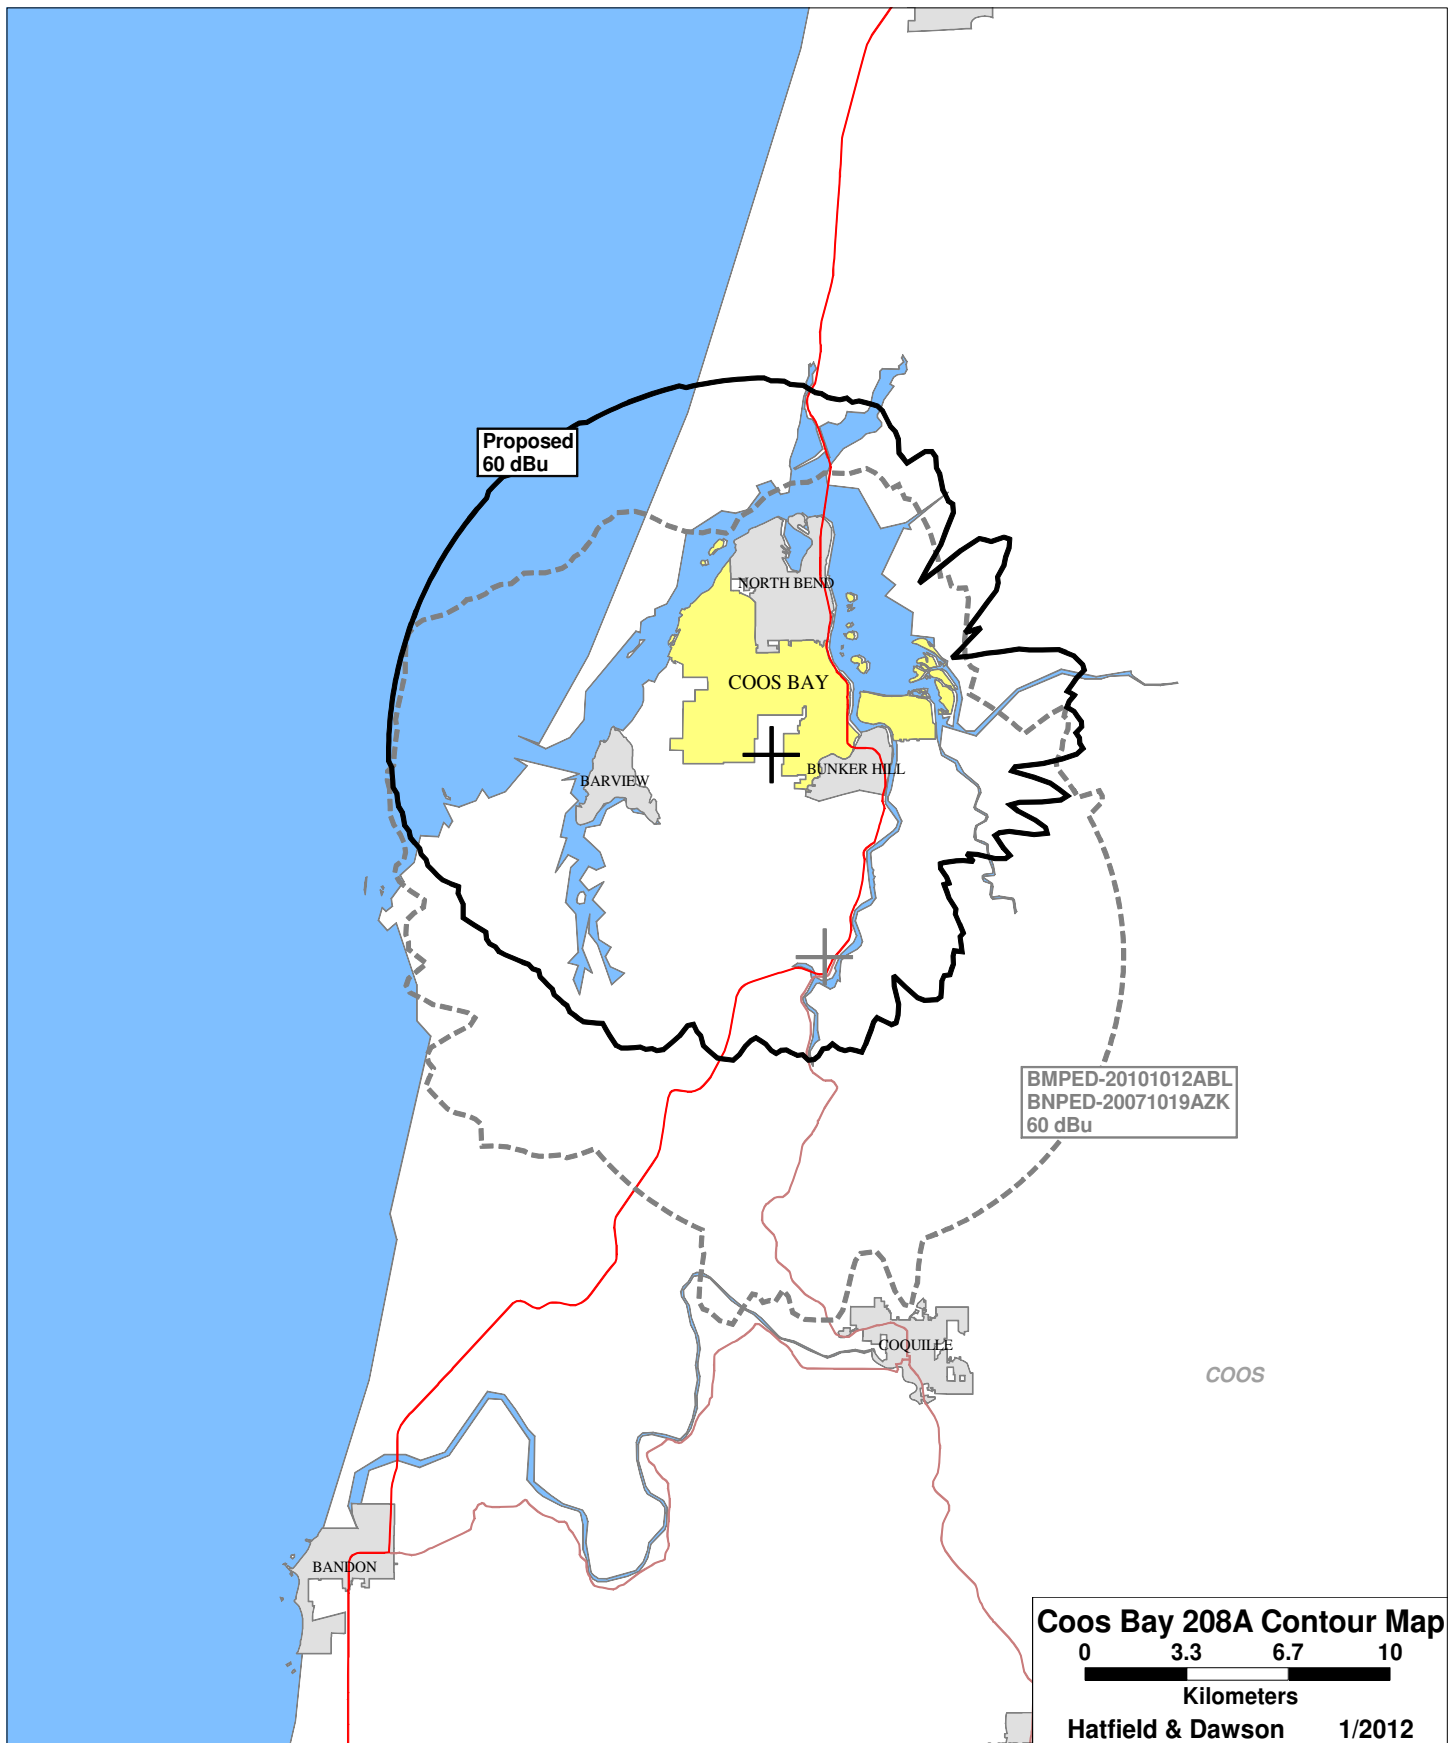 Proposed
60 dBu
NORTH BEND
COOS BAY
BARVIEW
BUNKER HILL
BMPED-20101012ABL
BNPED-20071019AZK
60 dBu
COQUILLE
COOS
BANDON
Coos Bay 208A Contour Map
0 3.3 6.7 10
Kilometers
Hatfield & Dawson 1/2012